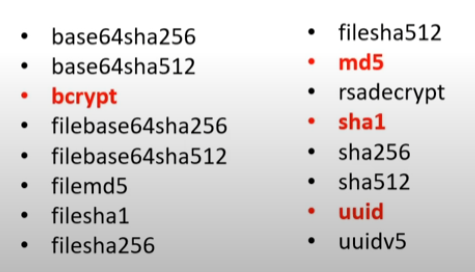 • base64sha256
• base64sha512
• bcrypt
• filebase64sha256
• filebase64sha512
• filemd5
• filesha1
• filesha256
• filesha512
• md5
• rsadecrypt
• sha1
• sha256
• sha512
• uuid
• uuidv5